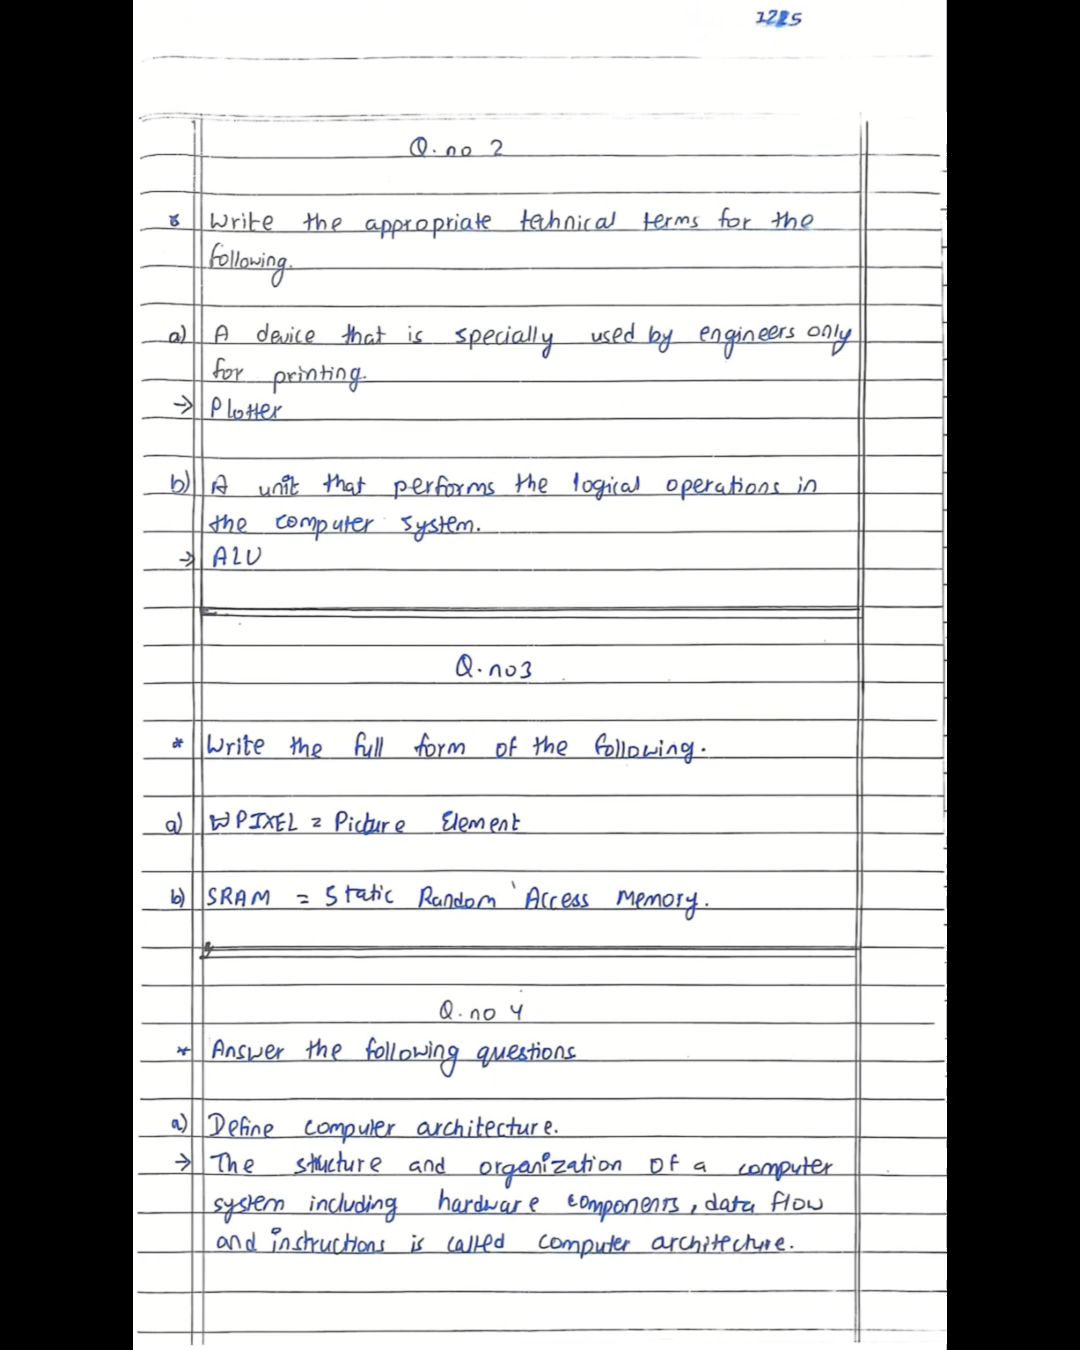 1225
Q. no 2
* Write the appropriate technical terms for the
following.
a) A device that is specially used by engineers only
for printing.
→ Plotter
b) A unit that performs the logical operations in
the computer system.
→ ALU
Q. no3
* Write the full form of the following.
a) PIXEL = Picture Element
b) SRAM = Static Random Access Memory.
Q. no 4
* Answer the following questions
a) Define computer architecture.
→ The structure and organization of a computer
system including hardware components, data flow
and instructions is called computer architecture.